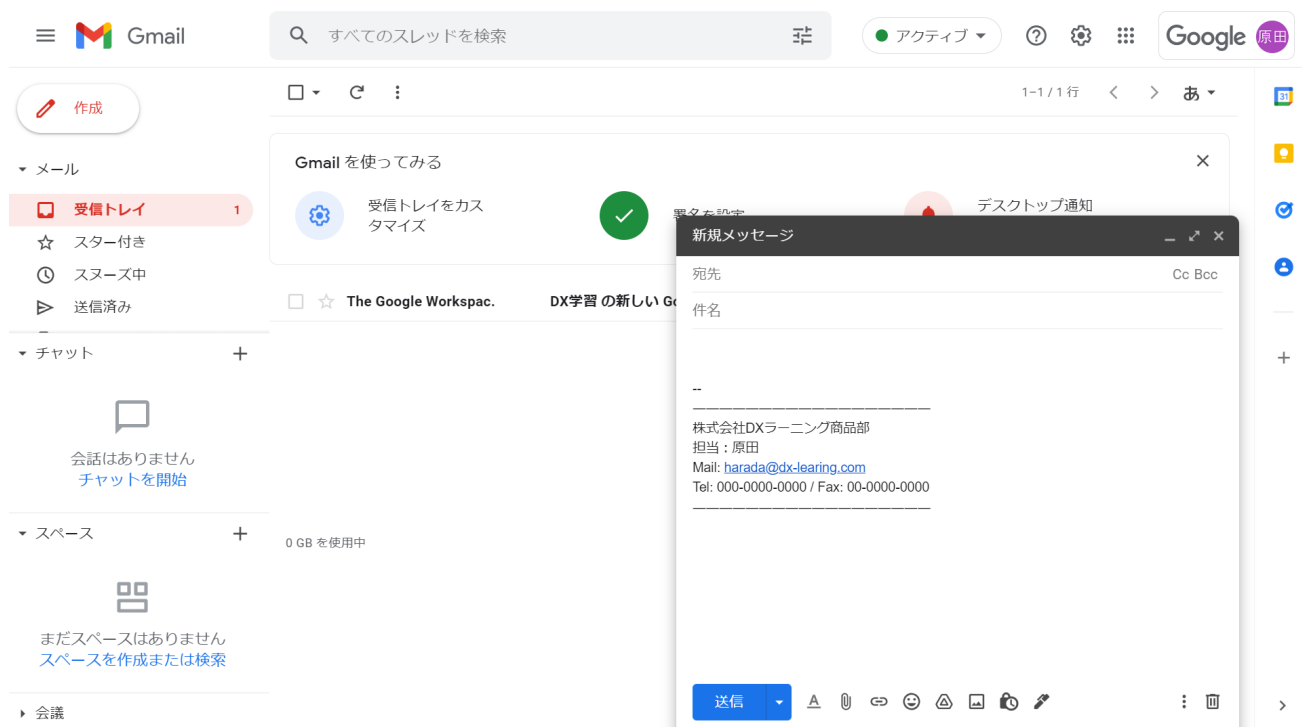 Gmail
すべてのスレッドを検索
アクティブ
Google
原田
作成
1–1 / 1 行
あ
31
メール
受信トレイ
1
スター付き
スヌーズ中
送信済み
チャット
会話はありません
チャットを開始
スペース
まだスペースはありません
スペースを作成または検索
会議
Gmail を使ってみる
受信トレイをカス
タマイズ
署名を設定
デスクトップ通知
The Google Workspac.
DX学習 の新しい Go
0 GB を使用中
新規メッセージ
宛先
Cc Bcc
件名
--
——————————————————
株式会社DXラーニング商品部
担当：原田
Mail: harada@dx-learing.com
Tel: 000-0000-0000 / Fax: 00-0000-0000
——————————————————
送信
A